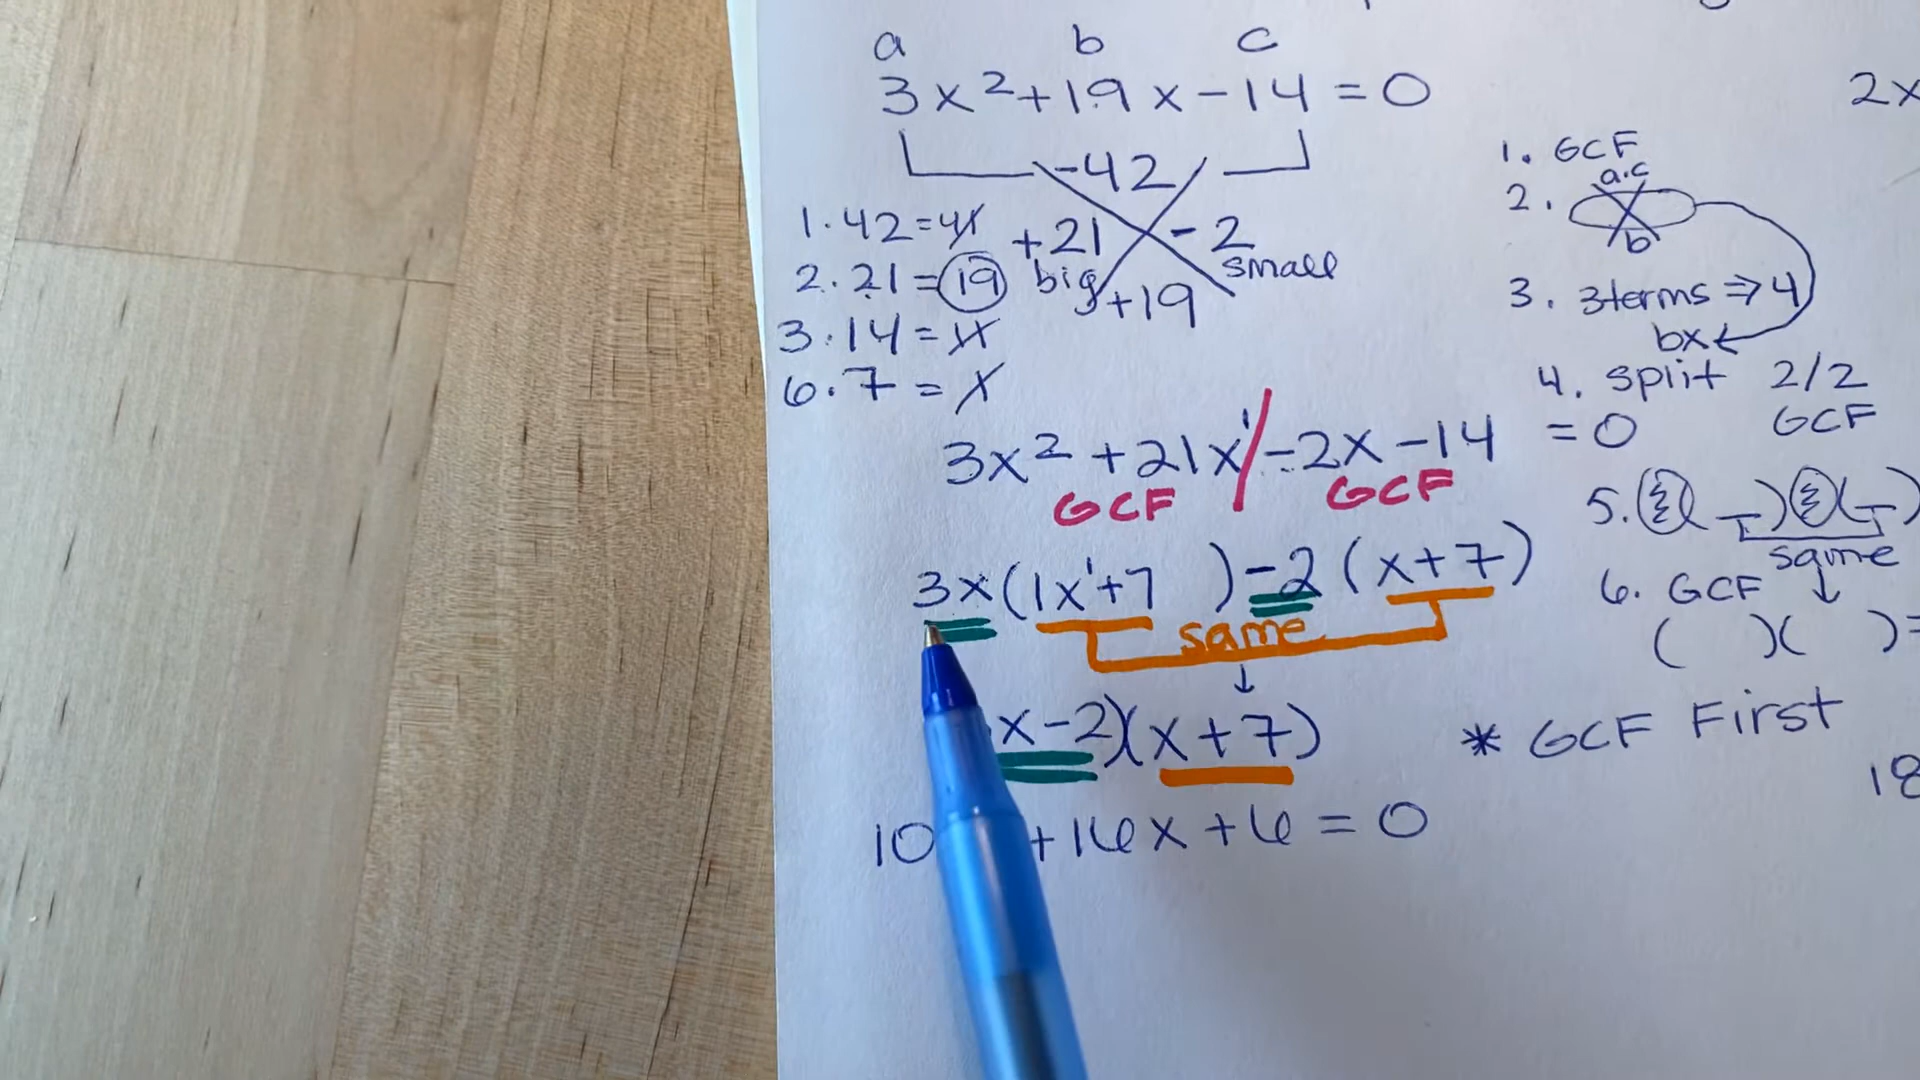 a b c
3x²+19x-14=0
-42
1.42=41
+21 -2
big small
2.21=19
+19
3.14=11
6.7=1
3x²+21x-2x-14 =0
GCF GCF
3x(1x¹+7 )-2(x+7)
same
↓
x-2)(x+7)
10 +16x+6=0
2x
1. GCF
2. a.c
b
3. 3terms⇒4
bx←
4. split 2/2
GCF
5. ( _ ) ( _ )
same
6. GCF ↓
( )( )=
* GCF First
18